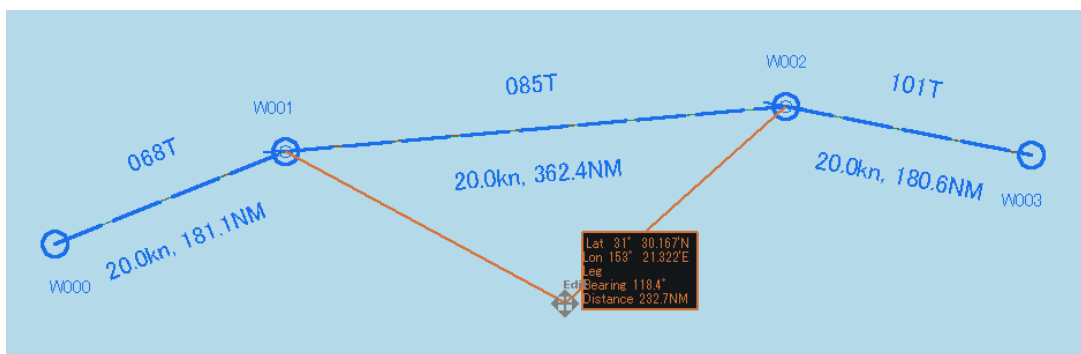 W002
085T
101T
W001
068T
20.0kn, 362.4NM
20.0kn, 180.6NM
W003
20.0kn, 181.1NM
W000
Lat 31° 30.167'N
Lon 153° 21.322'E
Leg
Bearing 118.4°
Distance 232.7NM